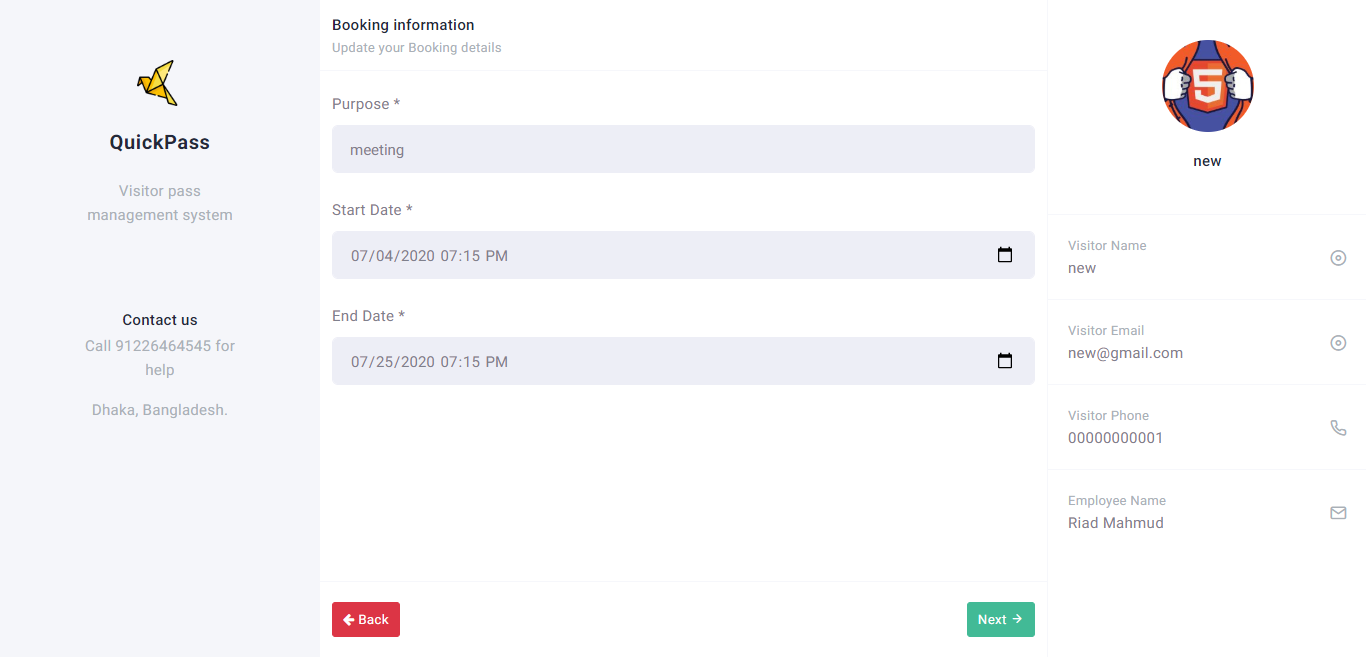 QuickPass
Visitor pass
management system
Contact us
Call 91226464545 for
help
Dhaka, Bangladesh.
Booking information
Update your Booking details
Purpose *
meeting
Start Date *
07/04/2020 07:15 PM
End Date *
07/25/2020 07:15 PM
Back
Next
5
new
Visitor Name
new
Visitor Email
new@gmail.com
Visitor Phone
00000000001
Employee Name
Riad Mahmud